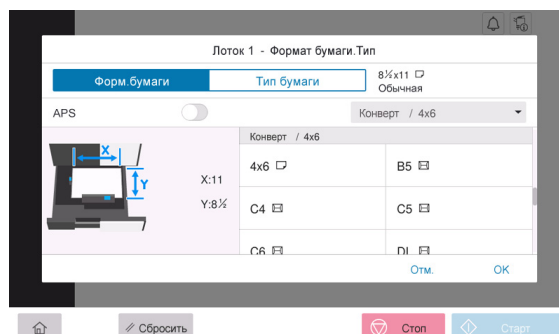 Лоток 1 - Формат бумаги.Тип
Форм.бумаги
Тип бумаги
8½x11
Обычная
APS
Конверт / 4x6
Конверт / 4x6
X
Y
X:11
Y:8½
4x6
B5
C4
C5
C6
DL
Отм.
OK
Сбросить
Стоп
Старт